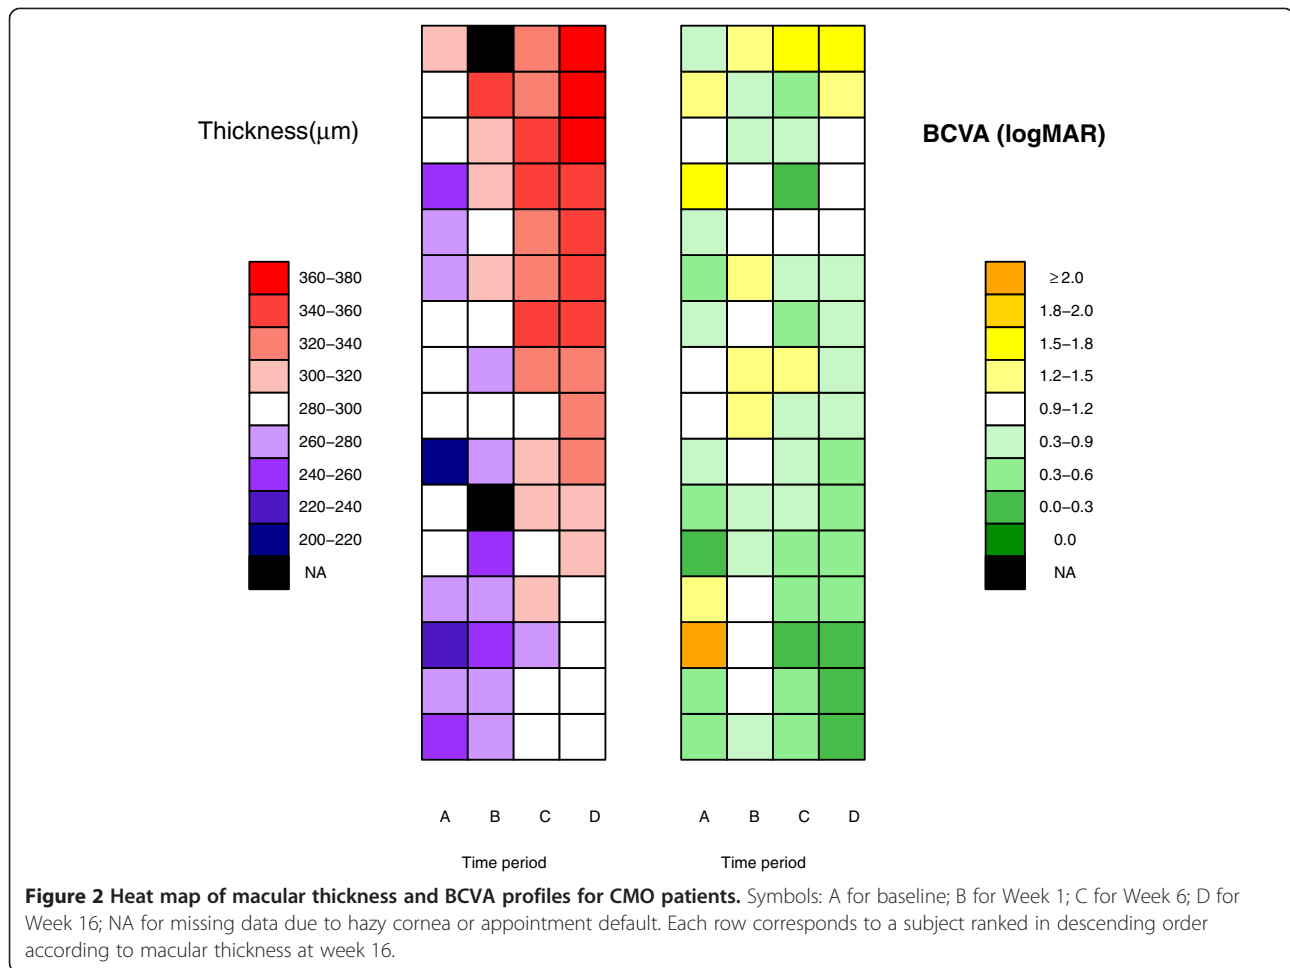 Thickness(μm)
360–380
340–360
320–340
300–320
280–300
260–280
240–260
220–240
200–220
NA
BCVA (logMAR)
≥2.0
1.8–2.0
1.5–1.8
1.2–1.5
0.9–1.2
0.3–0.9
0.3–0.6
0.0–0.3
0.0
NA
A B C D
Time period
A B C D
Time period
Figure 2 Heat map of macular thickness and BCVA profiles for CMO patients. Symbols: A for baseline; B for Week 1; C for Week 6; D for
Week 16; NA for missing data due to hazy cornea or appointment default. Each row corresponds to a subject ranked in descending order
according to macular thickness at week 16.